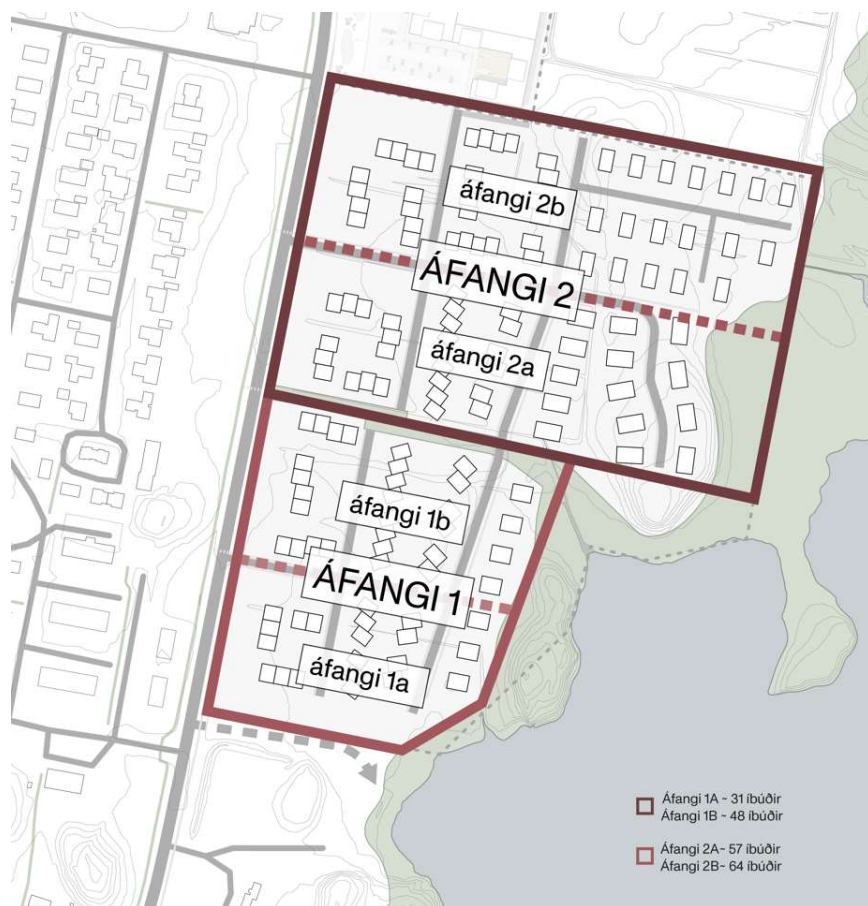 áfangi 2b
ÁFANGI 2
áfangi 2a
áfangi 1b
ÁFANGI 1
áfangi 1a
Áfangi 1A - 31 íbúðir
Áfangi 1B - 48 íbúðir
Áfangi 2A- 57 íbúðir
Áfangi 2B- 64 íbúðir